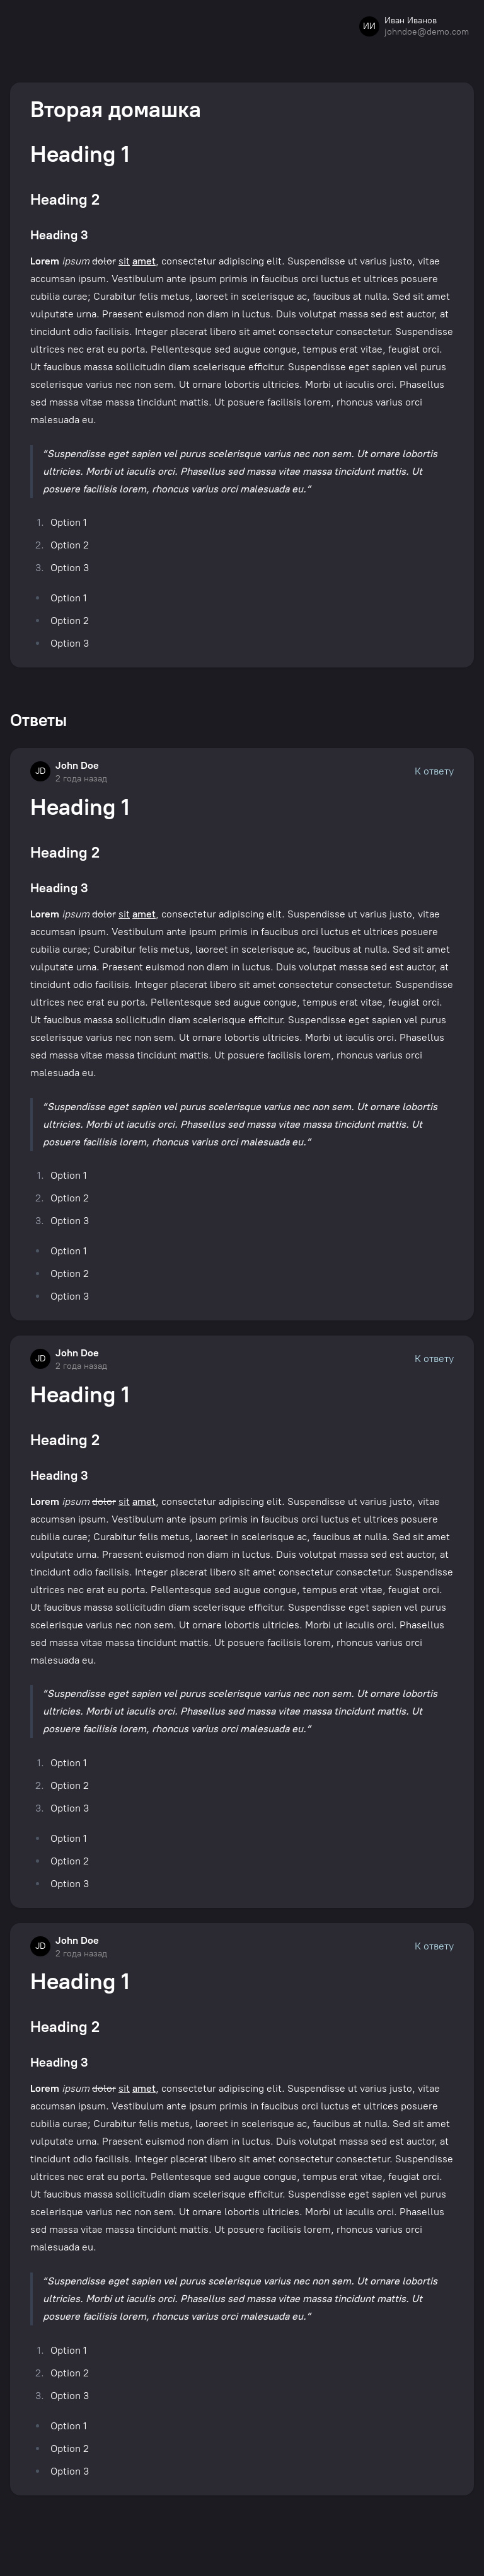 ИИ
Иван Иванов
johndoe@demo.com
Вторая домашка
Heading 1
Heading 2
Heading 3
Lorem ipsum dolor sit amet, consectetur adipiscing elit. Suspendisse ut varius justo, vitae
accumsan ipsum. Vestibulum ante ipsum primis in faucibus orci luctus et ultrices posuere
cubilia curae; Curabitur felis metus, laoreet in scelerisque ac, faucibus at nulla. Sed sit amet
vulputate urna. Praesent euismod non diam in luctus. Duis volutpat massa sed est auctor, at
tincidunt odio facilisis. Integer placerat libero sit amet consectetur consectetur. Suspendisse
ultrices nec erat eu porta. Pellentesque sed augue congue, tempus erat vitae, feugiat orci.
Ut faucibus massa sollicitudin diam scelerisque efficitur. Suspendisse eget sapien vel purus
scelerisque varius nec non sem. Ut ornare lobortis ultricies. Morbi ut iaculis orci. Phasellus
sed massa vitae massa tincidunt mattis. Ut posuere facilisis lorem, rhoncus varius orci
malesuada eu.
“Suspendisse eget sapien vel purus scelerisque varius nec non sem. Ut ornare lobortis
ultricies. Morbi ut iaculis orci. Phasellus sed massa vitae massa tincidunt mattis. Ut
posuere facilisis lorem, rhoncus varius orci malesuada eu.”
1. Option 1
2. Option 2
3. Option 3
• Option 1
• Option 2
• Option 3
Ответы
JD
John Doe
2 года назад
К ответу
Heading 1
Heading 2
Heading 3
Lorem ipsum dolor sit amet, consectetur adipiscing elit. Suspendisse ut varius justo, vitae
accumsan ipsum. Vestibulum ante ipsum primis in faucibus orci luctus et ultrices posuere
cubilia curae; Curabitur felis metus, laoreet in scelerisque ac, faucibus at nulla. Sed sit amet
vulputate urna. Praesent euismod non diam in luctus. Duis volutpat massa sed est auctor, at
tincidunt odio facilisis. Integer placerat libero sit amet consectetur consectetur. Suspendisse
ultrices nec erat eu porta. Pellentesque sed augue congue, tempus erat vitae, feugiat orci.
Ut faucibus massa sollicitudin diam scelerisque efficitur. Suspendisse eget sapien vel purus
scelerisque varius nec non sem. Ut ornare lobortis ultricies. Morbi ut iaculis orci. Phasellus
sed massa vitae massa tincidunt mattis. Ut posuere facilisis lorem, rhoncus varius orci
malesuada eu.
“Suspendisse eget sapien vel purus scelerisque varius nec non sem. Ut ornare lobortis
ultricies. Morbi ut iaculis orci. Phasellus sed massa vitae massa tincidunt mattis. Ut
posuere facilisis lorem, rhoncus varius orci malesuada eu.”
1. Option 1
2. Option 2
3. Option 3
• Option 1
• Option 2
• Option 3
JD
John Doe
2 года назад
К ответу
Heading 1
Heading 2
Heading 3
Lorem ipsum dolor sit amet, consectetur adipiscing elit. Suspendisse ut varius justo, vitae
accumsan ipsum. Vestibulum ante ipsum primis in faucibus orci luctus et ultrices posuere
cubilia curae; Curabitur felis metus, laoreet in scelerisque ac, faucibus at nulla. Sed sit amet
vulputate urna. Praesent euismod non diam in luctus. Duis volutpat massa sed est auctor, at
tincidunt odio facilisis. Integer placerat libero sit amet consectetur consectetur. Suspendisse
ultrices nec erat eu porta. Pellentesque sed augue congue, tempus erat vitae, feugiat orci.
Ut faucibus massa sollicitudin diam scelerisque efficitur. Suspendisse eget sapien vel purus
scelerisque varius nec non sem. Ut ornare lobortis ultricies. Morbi ut iaculis orci. Phasellus
sed massa vitae massa tincidunt mattis. Ut posuere facilisis lorem, rhoncus varius orci
malesuada eu.
“Suspendisse eget sapien vel purus scelerisque varius nec non sem. Ut ornare lobortis
ultricies. Morbi ut iaculis orci. Phasellus sed massa vitae massa tincidunt mattis. Ut
posuere facilisis lorem, rhoncus varius orci malesuada eu.”
1. Option 1
2. Option 2
3. Option 3
• Option 1
• Option 2
• Option 3
JD
John Doe
2 года назад
К ответу
Heading 1
Heading 2
Heading 3
Lorem ipsum dolor sit amet, consectetur adipiscing elit. Suspendisse ut varius justo, vitae
accumsan ipsum. Vestibulum ante ipsum primis in faucibus orci luctus et ultrices posuere
cubilia curae; Curabitur felis metus, laoreet in scelerisque ac, faucibus at nulla. Sed sit amet
vulputate urna. Praesent euismod non diam in luctus. Duis volutpat massa sed est auctor, at
tincidunt odio facilisis. Integer placerat libero sit amet consectetur consectetur. Suspendisse
ultrices nec erat eu porta. Pellentesque sed augue congue, tempus erat vitae, feugiat orci.
Ut faucibus massa sollicitudin diam scelerisque efficitur. Suspendisse eget sapien vel purus
scelerisque varius nec non sem. Ut ornare lobortis ultricies. Morbi ut iaculis orci. Phasellus
sed massa vitae massa tincidunt mattis. Ut posuere facilisis lorem, rhoncus varius orci
malesuada eu.
“Suspendisse eget sapien vel purus scelerisque varius nec non sem. Ut ornare lobortis
ultricies. Morbi ut iaculis orci. Phasellus sed massa vitae massa tincidunt mattis. Ut
posuere facilisis lorem, rhoncus varius orci malesuada eu.”
1. Option 1
2. Option 2
3. Option 3
• Option 1
• Option 2
• Option 3